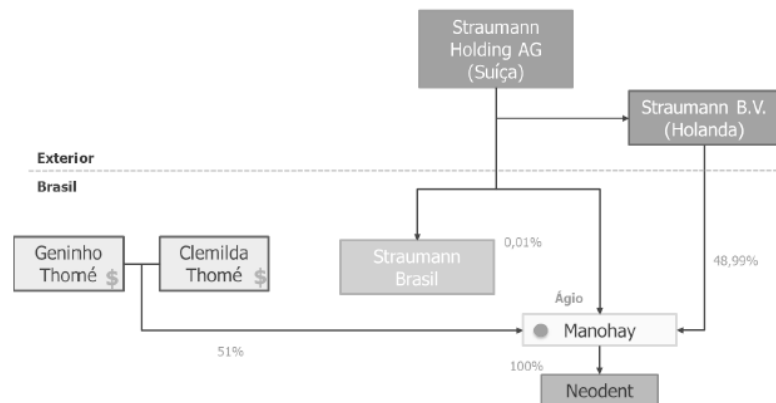 Straumann
Holding AG
(Suíça)
Straumann B.V.
(Holanda)
Exterior
Brasil
Geninho
Thomé $
Clemilda
Thomé $
Straumann
Brasil
0,01%
48,99%
Ágio
Manohay
51%
100%
Neodent